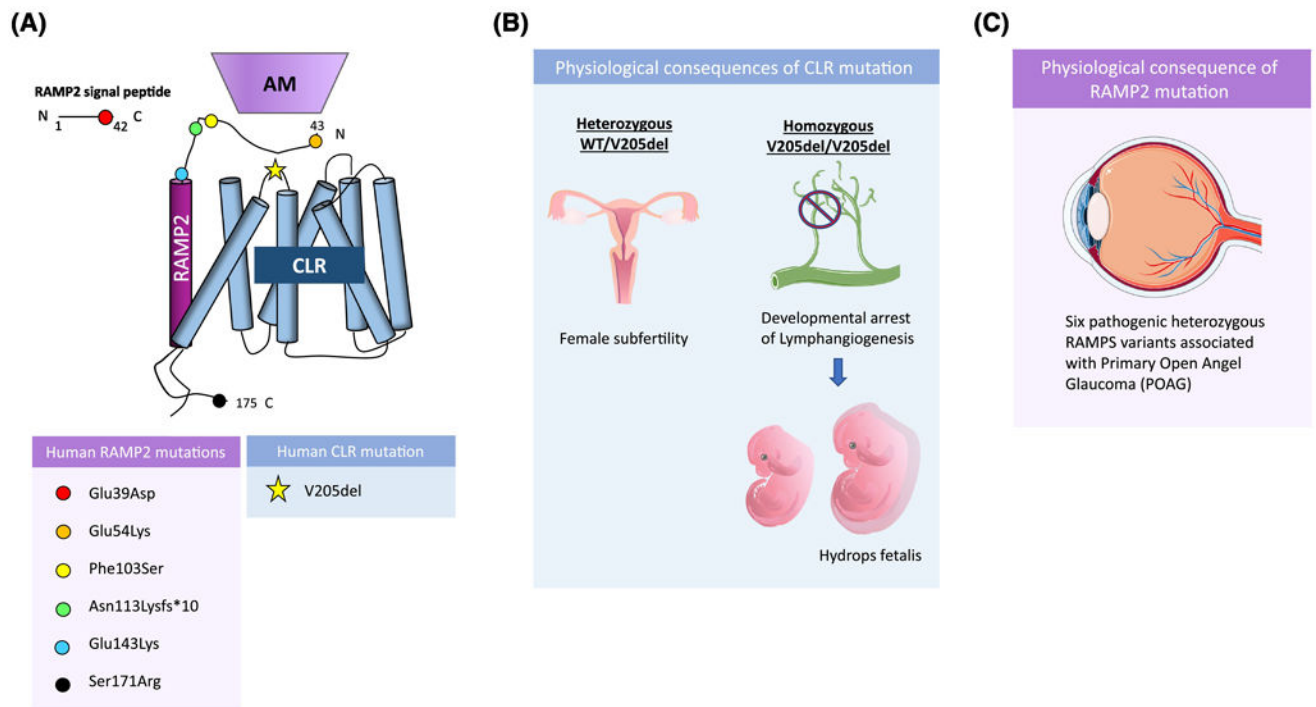 (A)
AM
RAMP2 signal peptide
N 1 42 C
43 N
RAMP2
CLR
175 C
Human RAMP2 mutations
Glu39Asp
Glu54Lys
Phe103Ser
Asn113Lysfs*10
Glu143Lys
Ser171Arg
Human CLR mutation
V205del
(B)
Physiological consequences of CLR mutation
Heterozygous
WT/V205del
Female subfertility
Homozygous
V205del/V205del
Developmental arrest
of Lymphangiogenesis
Hydrops fetalis
(C)
Physiological consequence of
RAMP2 mutation
Six pathogenic heterozygous
RAMPS variants associated
with Primary Open Angel
Glaucoma (POAG)